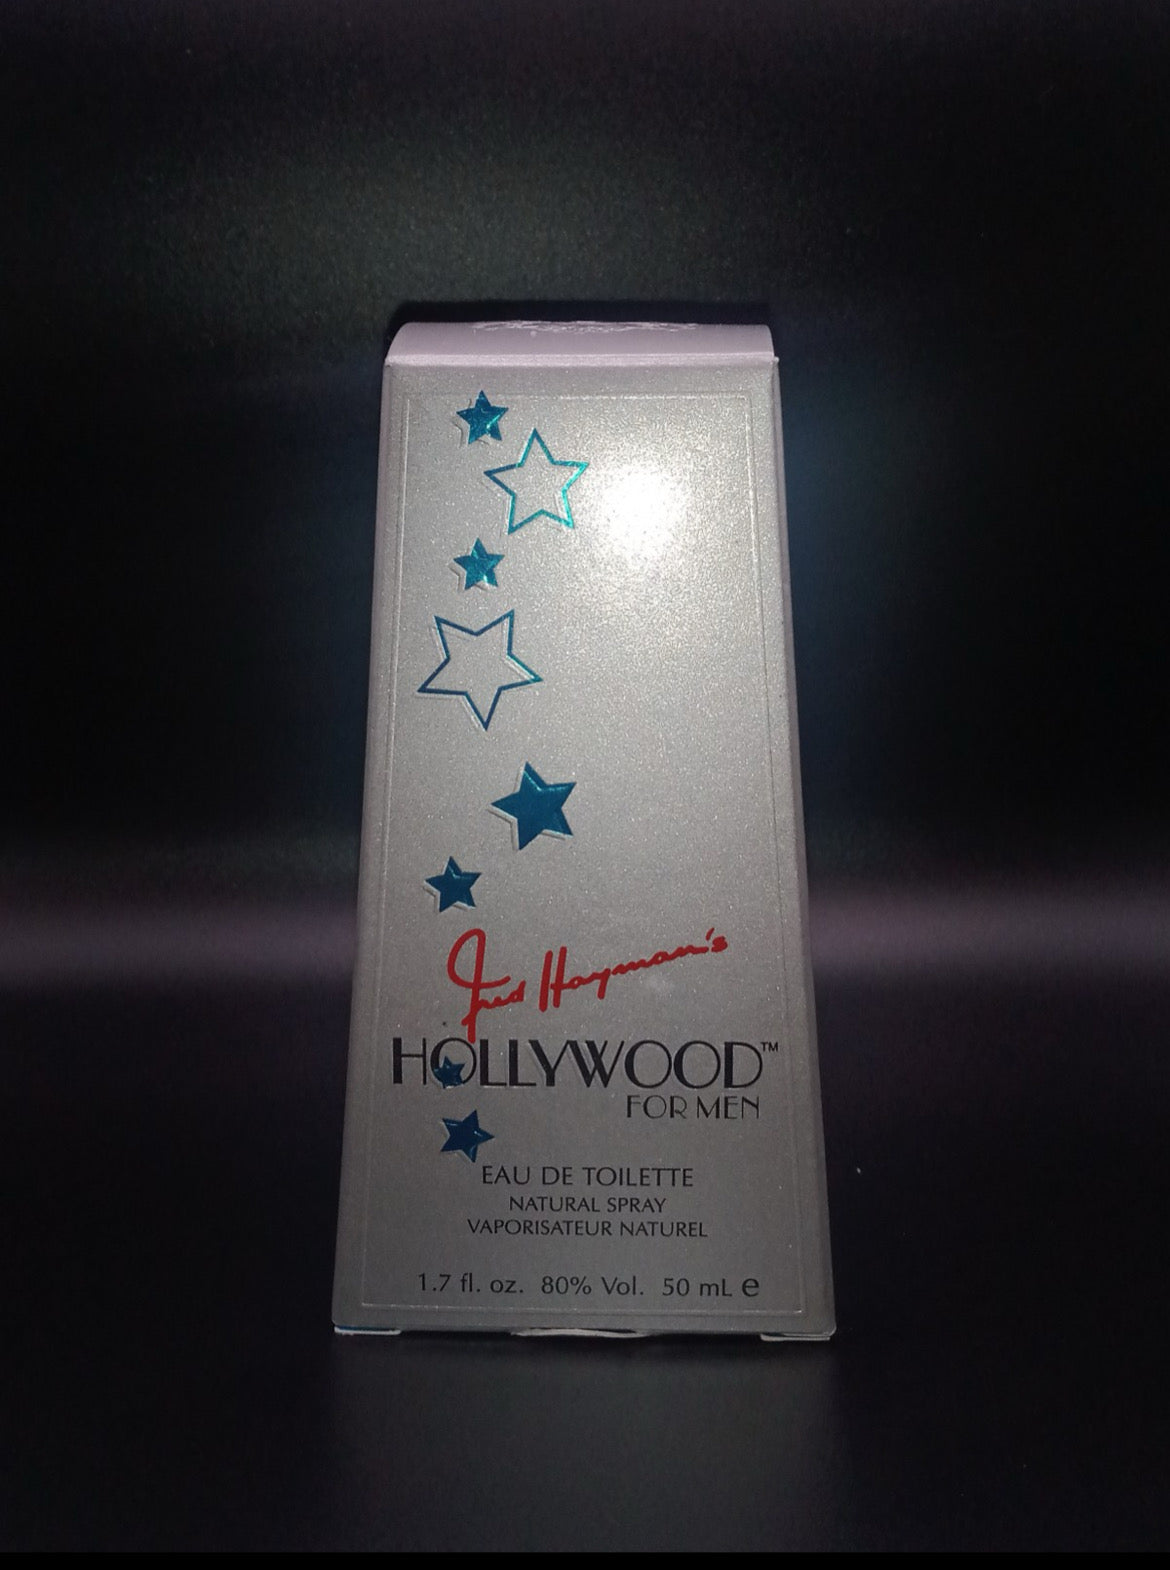 Fred Hayman's
HOLLYWOOD™
FOR MEN
EAU DE TOILETTE
NATURAL SPRAY
VAPORISATEUR NATUREL
1.7 fl. oz. 80% Vol. 50 mL e